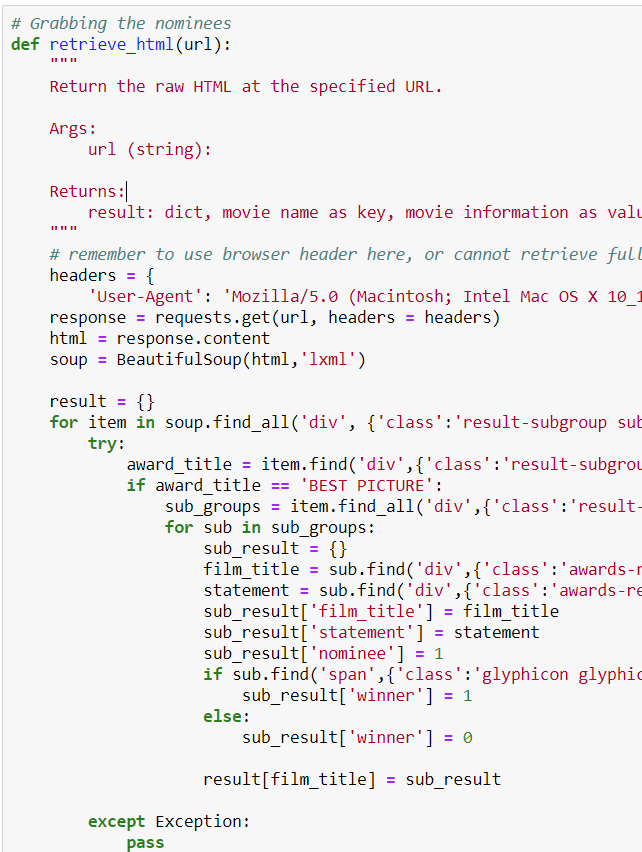 # Grabbing the nominees
def retrieve_html(url):
    """
    Return the raw HTML at the specified URL.

    Args:
        url (string):

    Returns:
        result: dict, movie name as key, movie information as valu
    """
    # remember to use browser header here, or cannot retrieve full
    headers = {
        'User-Agent': 'Mozilla/5.0 (Macintosh; Intel Mac OS X 10_1
    response = requests.get(url, headers = headers)
    html = response.content
    soup = BeautifulSoup(html,'lxml')

    result = {}
    for item in soup.find_all('div', {'class':'result-subgroup sub
        try:
            award_title = item.find('div',{'class':'result-subgrou
            if award_title == 'BEST PICTURE':
                sub_groups = item.find_all('div',{'class':'result-
                for sub in sub_groups:
                    sub_result = {}
                    film_title = sub.find('div',{'class':'awards-r
                    statement = sub.find('div',{'class':'awards-re
                    sub_result['film_title'] = film_title
                    sub_result['statement'] = statement
                    sub_result['nominee'] = 1
                    if sub.find('span',{'class':'glyphicon glyphic
                        sub_result['winner'] = 1
                    else:
                        sub_result['winner'] = 0

                    result[film_title] = sub_result

        except Exception:
            pass